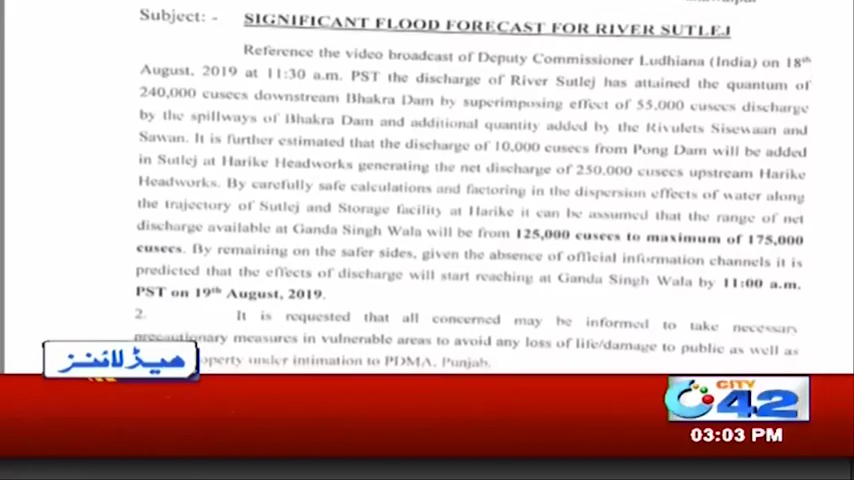 Subject: - SIGNIFICANT FLOOD FORECAST FOR RIVER SUTLEJ
Reference the video broadcast of Deputy Commissioner Ludhiana (India) on 18th
August, 2019 at 11:30 a.m. PST the discharge of River Sutlej has attained the quantum of
240,000 cusecs downstream Bhakra Dam by superimposing effect of 55,000 cusecs discharge
by the spillways of Bhakra Dam and additional quantity added by the Rivulets Sisewaan and
Sawan. It is further estimated that the discharge of 10,000 cusecs from Pong Dam will be added
in Sutlej at Harike Headworks generating the net discharge of 250,000 cusecs upstream Harike
Headworks. By carefully safe calculations and factoring in the dispersion effects of water along
the trajectory of Sutlej and Storage facility at Harike it can be assumed that the range of net
discharge available at Ganda Singh Wala will be from 125,000 cusecs to maximum of 175,000
cusecs. By remaining on the safer sides, given the absence of official information channels it is
predicted that the effects of discharge will start reaching at Ganda Singh Wala by 11:00 a.m.
PST on 19th August, 2019.
2. It is requested that all concerned may be informed to take necessary
precautionary measures in vulnerable areas to avoid any loss of life/damage to public as well as
under intimation to PDMA, Punjab.
ہیڈلائنز
CITY 42
03:03 PM